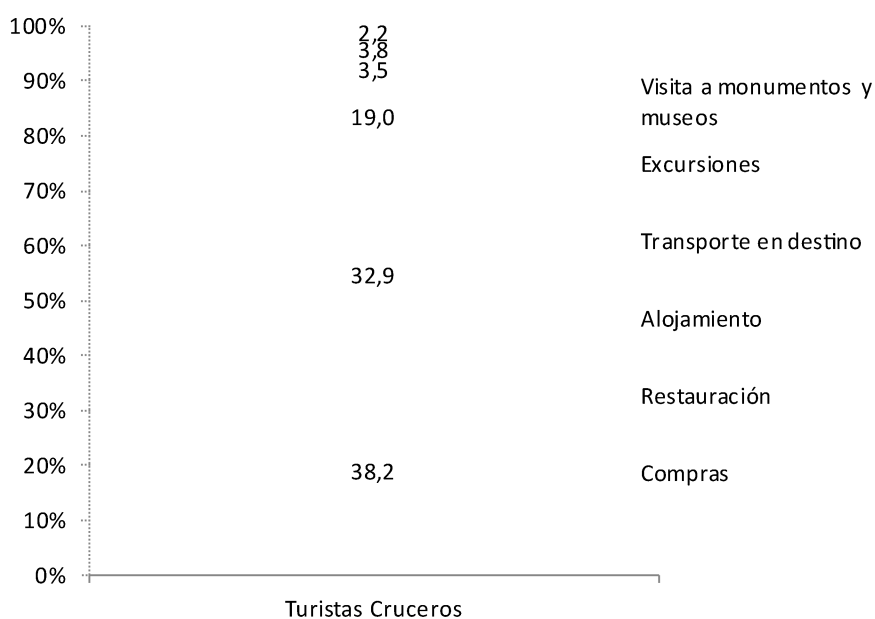 100%
90%
80%
70%
60%
50%
40%
30%
20%
10%
0%
2,2
3,8
3,5
19,0
32,9
38,2
Turistas Cruceros
Visita a monumentos y
museos
Excursiones
Transporte en destino
Alojamiento
Restauración
Compras